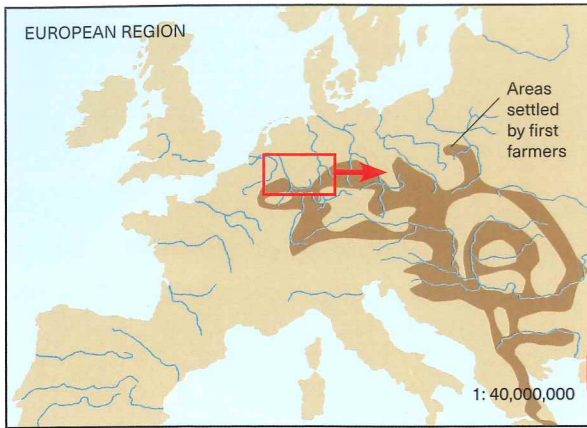 EUROPEAN REGION
Areas
settled
by first
farmers
1: 40,000,000